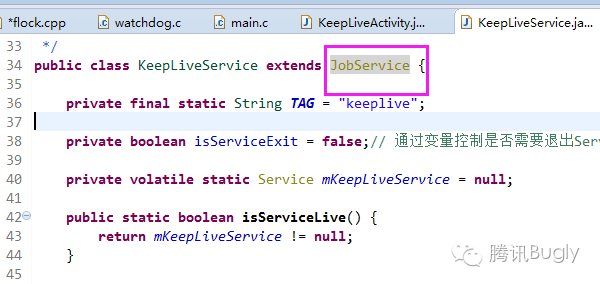 *flock.cpp watchdog.c main.c KeepLiveActivity.j... KeepLiveService.ja...
33 */
34 public class KeepLiveService extends JobService {
35
36 private final static String TAG = "keeplive";
37
38 private boolean isServiceExit = false;// 通过变量控制是否需要退出Serv
39
40 private volatile static Service mKeepLiveService = null;
41
42 public static boolean isServiceLive() {
43 return mKeepLiveService != null;
44 }
45
腾讯Bugly